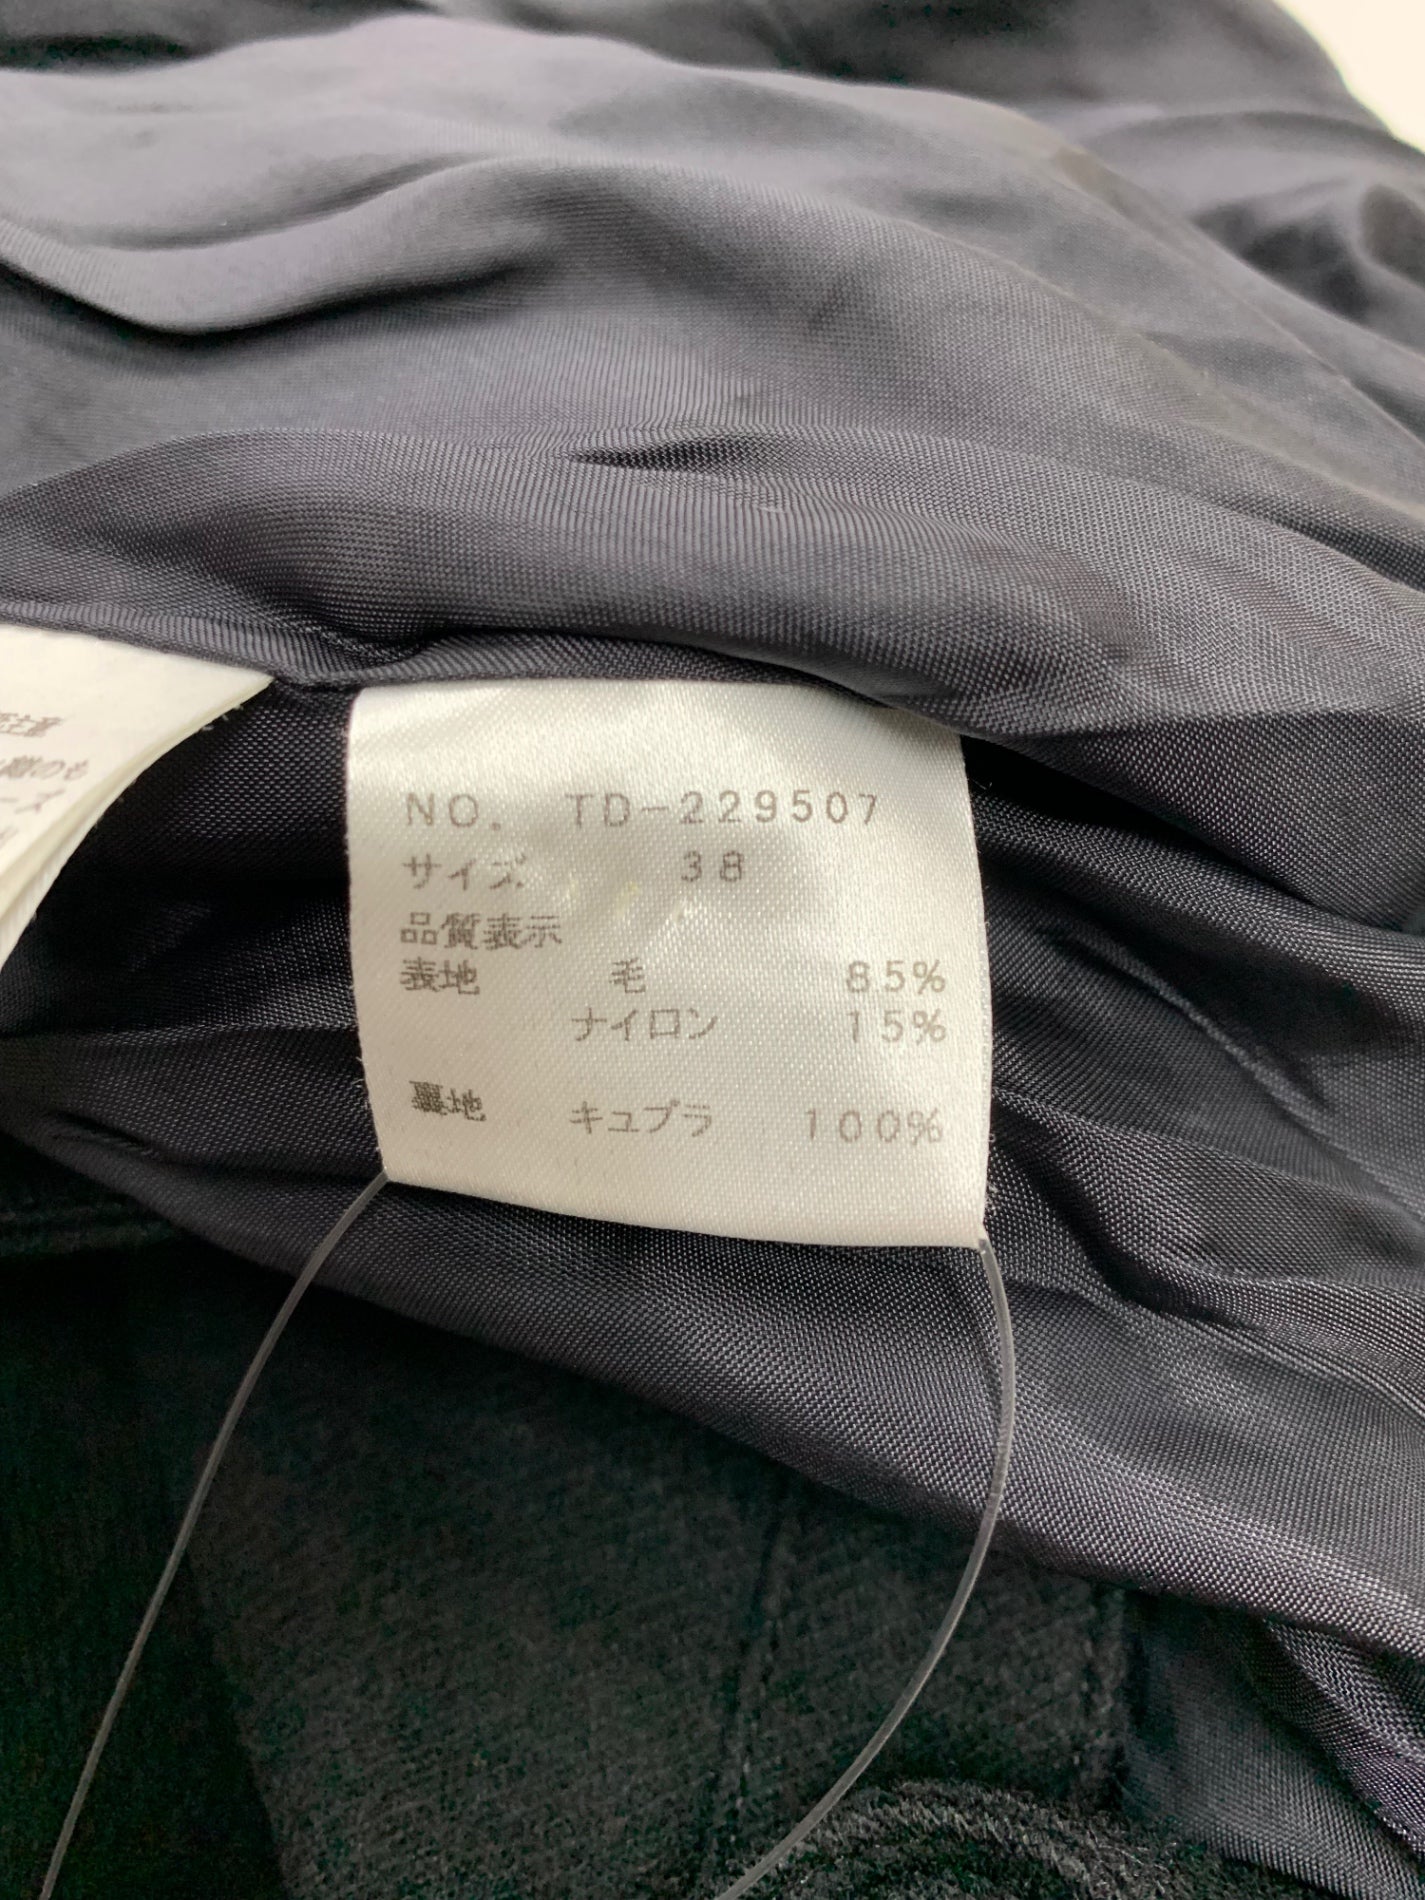 NO. TD-229507
サイズ 38
品質表示
表地 毛 85%
ナイロン 15%
裏地 キュプラ 100%